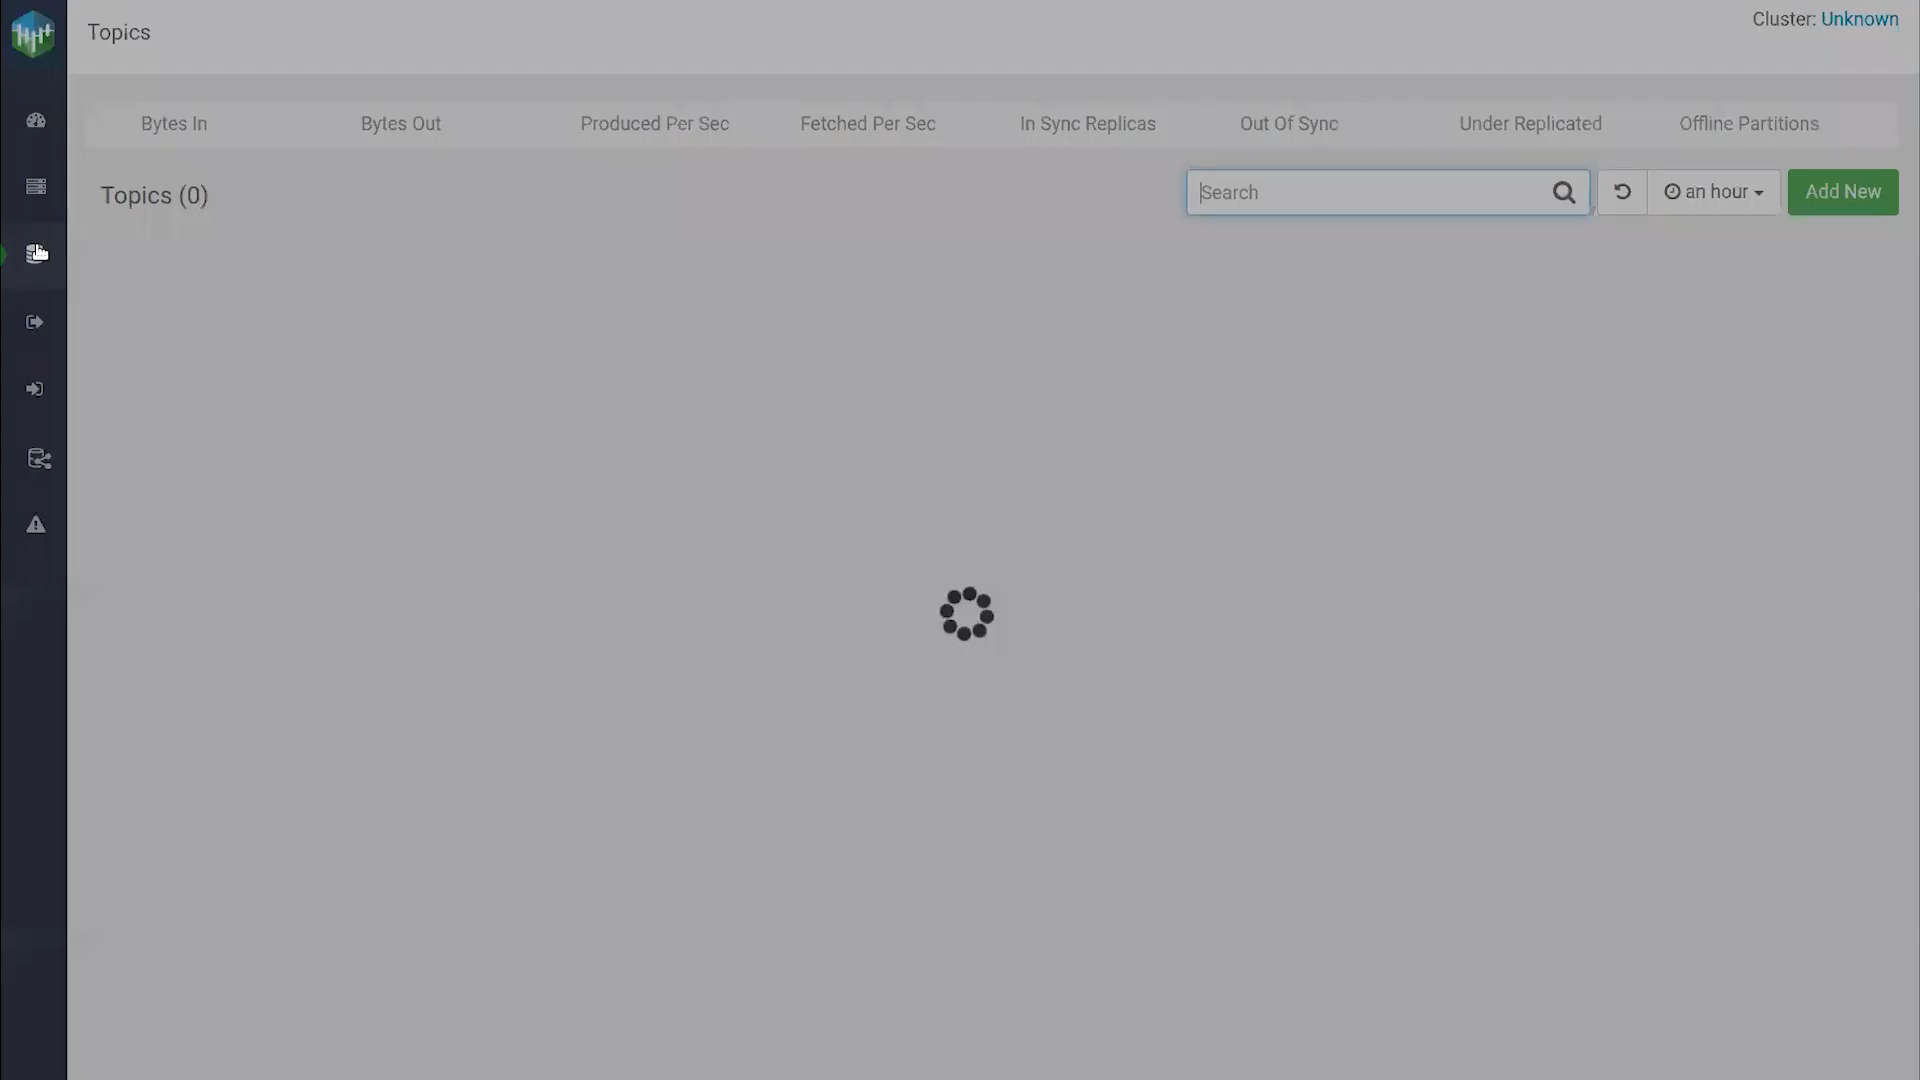 Topics
Cluster: Unknown
Bytes In Bytes Out Produced Per Sec Fetched Per Sec In Sync Replicas Out Of Sync Under Replicated Offline Partitions
Topics (0) Search an hour Add New